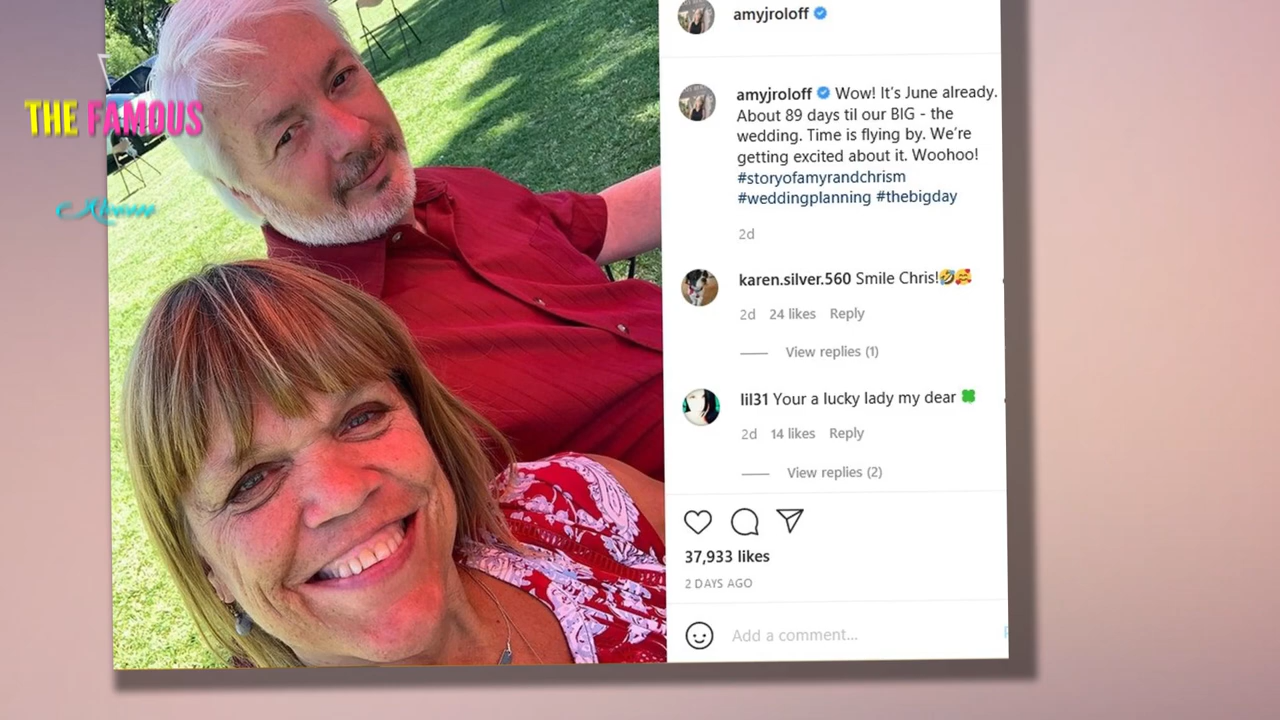 THE FAMOUS
amyjroloff
amyjroloff Wow! It's June already.
About 89 days til our BIG - the
wedding. Time is flying by. We're
getting excited about it. Woohoo!
#storyofamyrandchrism
#weddingplanning #thebigday
2d
karen.silver.560 Smile Chris!🤣🥰
2d 24 likes Reply
View replies (1)
lil31 Your a lucky lady my dear 🍀
2d 14 likes Reply
View replies (2)
37,933 likes
2 DAYS AGO
Add a comment...